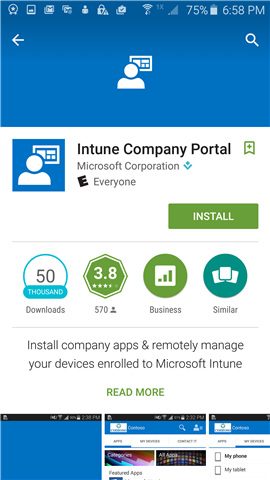 1X 75% 6:58 PM
Intune Company Portal
Microsoft Corporation
E Everyone
INSTALL
50
THOUSAND
3.8
Downloads
570
Business
Similar
Install company apps & remotely manage
your devices enrolled to Microsoft Intune
READ MORE
2:38 PM
2:32 PM
Contoso
Contoso
APPS MY DEVICES
APPS MY DEVICES CONTACT IT
Categories
All Apps
Featured Apps
My phone
My tablet